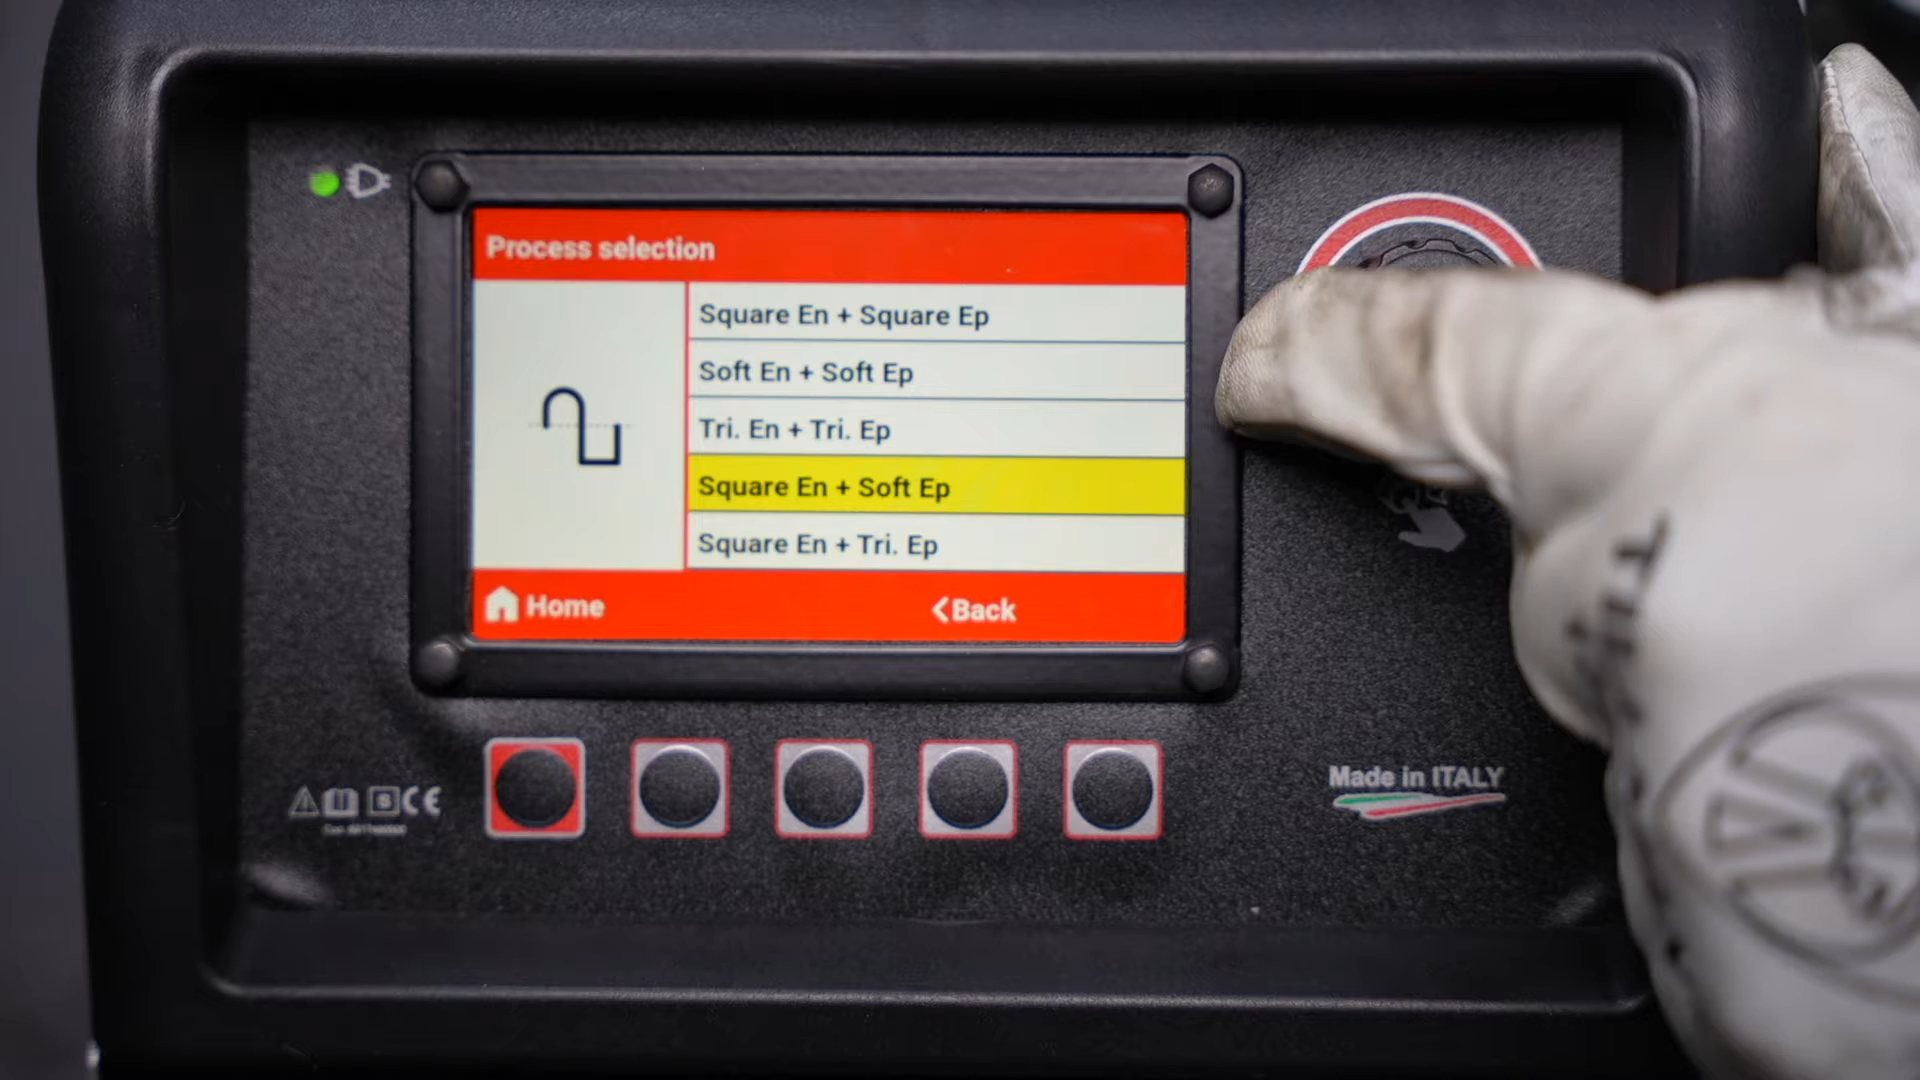 Process selection
Square En + Square Ep
Soft En + Soft Ep
Tri. En + Tri. Ep
Square En + Soft Ep
Square En + Tri. Ep
Home
<Back
S CE
Made in ITALY